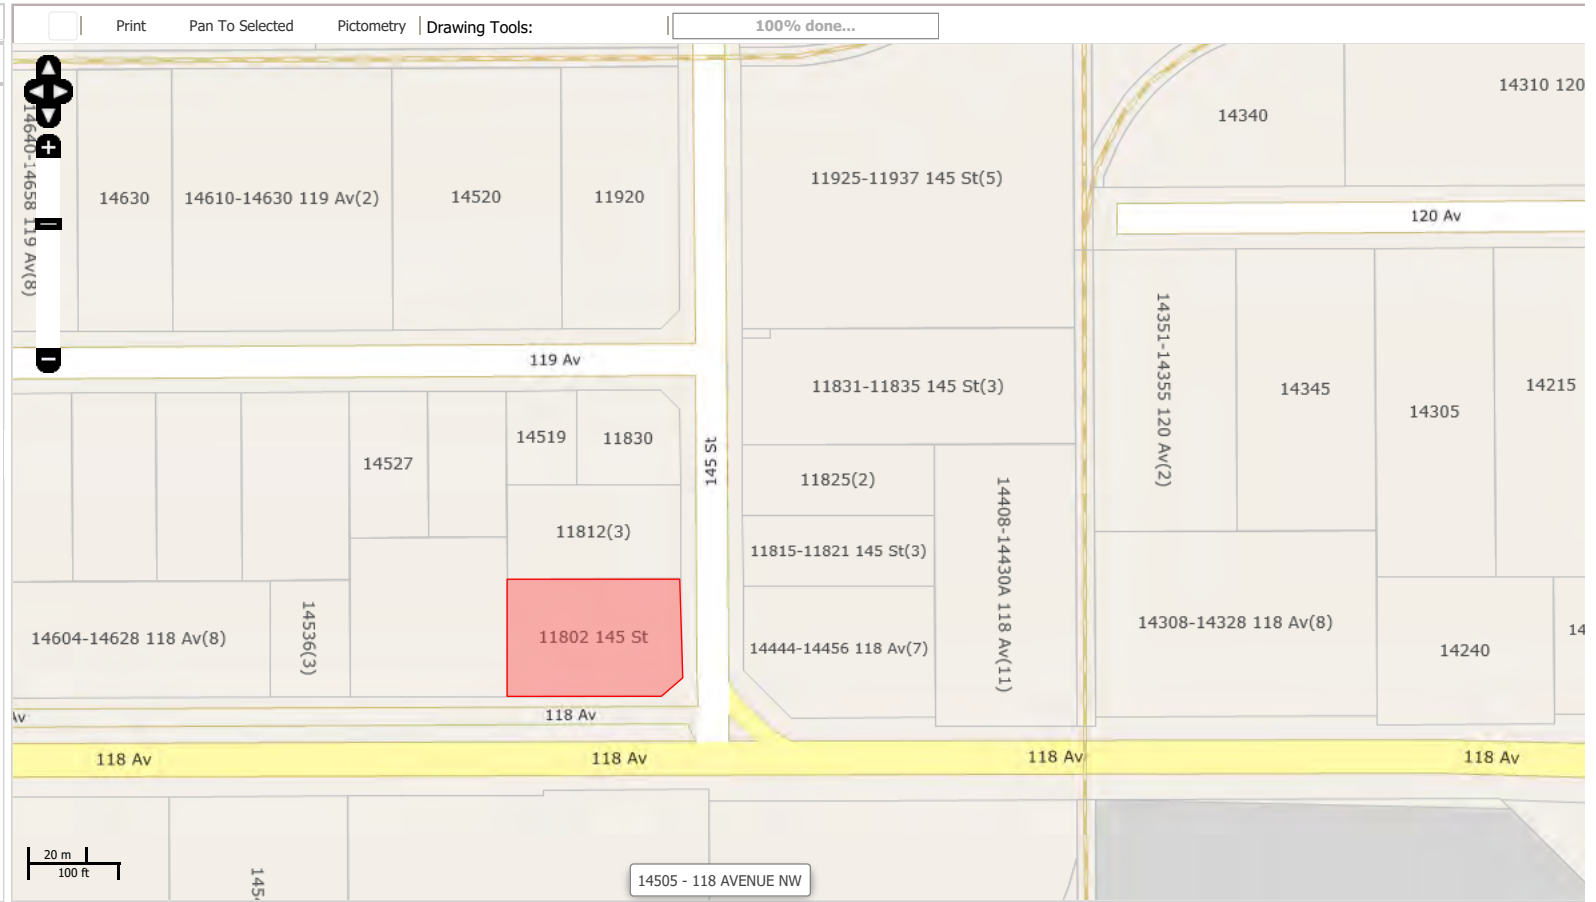 Print
Pan To Selected
Pictometry
Drawing Tools:
100% done...
14310 120
14340
11925-11937 145 St(5)
14640-14658 119 Av(8)
14630
14610-14630 119 Av(2)
14520
11920
120 Av
119 Av
11831-11835 145 St(3)
14351-14355 120 Av(2)
14345
14305
14215
14527
14519
11830
145 St
11825(2)
14408-14430A 118 Av(11)
11812(3)
11815-11821 145 St(3)
14604-14628 118 Av(8)
14536(3)
11802 145 St
14444-14456 118 Av(7)
14308-14328 118 Av(8)
14240
14
Av
118 Av
118 Av
118 Av
118 Av
118 Av
20 m
100 ft
145
14505 - 118 AVENUE NW